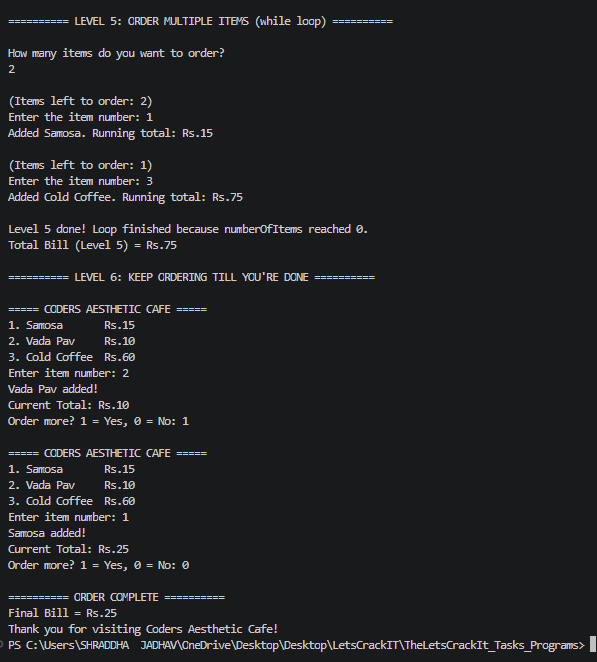 ========== LEVEL 5: ORDER MULTIPLE ITEMS (while loop) ==========
How many items do you want to order?
2
(Items left to order: 2)
Enter the item number: 1
Added Samosa. Running total: Rs.15
(Items left to order: 1)
Enter the item number: 3
Added Cold Coffee. Running total: Rs.75
Level 5 done! Loop finished because numberOfItems reached 0.
Total Bill (Level 5) = Rs.75
========== LEVEL 6: KEEP ORDERING TILL YOU'RE DONE ==========
===== CODERS AESTHETIC CAFE =====
1. Samosa       Rs.15
2. Vada Pav     Rs.10
3. Cold Coffee  Rs.60
Enter item number: 2
Vada Pav added!
Current Total: Rs.10
Order more? 1 = Yes, 0 = No: 1
===== CODERS AESTHETIC CAFE =====
1. Samosa       Rs.15
2. Vada Pav     Rs.10
3. Cold Coffee  Rs.60
Enter item number: 1
Samosa added!
Current Total: Rs.25
Order more? 1 = Yes, 0 = No: 0
========== ORDER COMPLETE ==========
Final Bill = Rs.25
Thank you for visiting Coders Aesthetic Cafe!
PS C:\Users\SHRADDHA  JADHAV\OneDrive\Desktop\Desktop\LetsCrackIT\TheLetsCrackIt_Tasks_Programs>